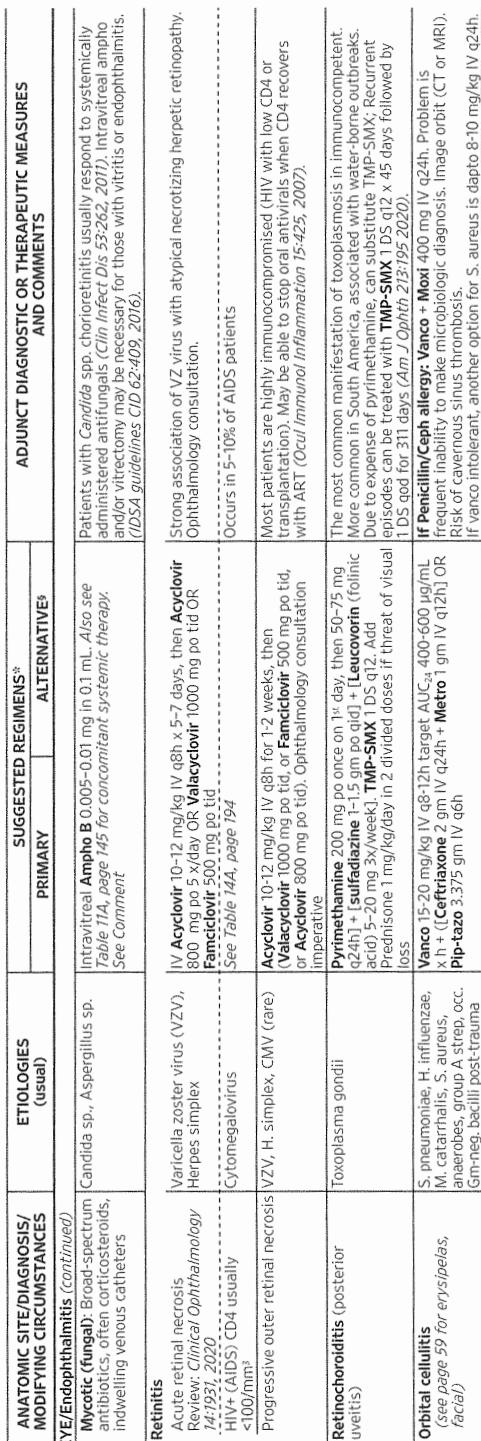 ANATOMIC SITE/DIAGNOSIS/
MODIFYING CIRCUMSTANCES
ETIOLOGIES
(usual)
SUGGESTED REGIMENS*
PRIMARY
ALTERNATIVE§
ADJUNCT DIAGNOSTIC OR THERAPEUTIC MEASURES
AND COMMENTS
YE/Endophthalmitis (continued)
Mycotic (fungal): Broad-spectrum
antibiotics, often corticosteroids,
indwelling venous catheters
Candida sp., Aspergillus sp.
Intravitreal Ampho B 0.005-0.01 mg in 0.1 mL. Also see
Table 11A, page 145 for concomitant systemic therapy.
See Comment
Patients with Candida spp. chorioretinitis usually respond to systemically
administered antifungals (Clin Infect Dis 53:262, 2011). Intravitreal ampho
and/or vitrectomy may be necessary for those with vitritis or endophthalmitis.
(IDSA guidelines CID 62:409, 2016).
Retinitis
Acute retinal necrosis
Review: Clinical Ophthalmology
14:1931, 2020
Varicella zoster virus (VZV),
Herpes simplex
IV Acyclovir 10–12 mg/kg IV q8h x 5–7 days, then Acyclovir
800 mg po 5 x/day OR Valacyclovir 1000 mg po tid OR
Famciclovir 500 mg po tid
Strong association of VZ virus with atypical necrotizing herpetic retinopathy.
Ophthalmology consultation.
HIV+ (AIDS) CD4 usually
<100/mm³
Cytomegalovirus
See Table 14A, page 194
Occurs in 5-10% of AIDS patients
Progressive outer retinal necrosis
VZV, H. simplex, CMV (rare)
Acyclovir 10-12 mg/kg IV q8h for 1-2 weeks, then
(Valacyclovir 1000 mg po tid, or Famciclovir 500 mg po tid,
or Acyclovir 800 mg po tid). Ophthalmology consultation
imperative
Most patients are highly immunocompromised (HIV with low CD4 or
transplantation). May be able to stop oral antivirals when CD4 recovers
with ART (Ocul Immunol Inflammation 15:425, 2007).
Retinochoroiditis (posterior
uveitis)
Toxoplasma gondii
Pyrimethamine 200 mg po once on 1st day, then 50–75 mg
q24h] + [sulfadiazine 1–1.5 gm po qid] + [Leucovorin (folinic
acid) 5–20 mg 3x/week]. TMP-SMX 1 DS q12. Add
Prednisone 1 mg/kg/day in 2 divided doses if threat of visual
loss
The most common manifestation of toxoplasmosis in immunocompetent.
More common in South America, associated with water-borne outbreaks.
Due to expense of pyrimethamine, can substitute TMP-SMX; Recurrent
episodes can be treated with TMP-SMX 1 DS q12 x 45 days followed by
1 DS qod for 311 days (Am J Ophth 213:195 2020).
Orbital cellulitis
(see page 59 for erysipelas,
facial)
S. pneumoniae, H. influenzae,
M. catarrhalis, S. aureus,
anaerobes, group A strep, occ.
Gm-neg. bacilli post-trauma
Vanco 15-20 mg/kg IV q8-12h target AUC24 400-600 µg/mL
x h + ([Ceftriaxone 2 gm IV q24h + Metro 1 gm IV q12h] OR
Pip-tazo 3.375 gm IV q6h
If Penicillin/Ceph allergy: Vanco + Moxi 400 mg IV q24h. Problem is
frequent inability to make microbiologic diagnosis. Image orbit (CT or MRI).
Risk of cavernous sinus thrombosis.
If vanco intolerant, another option for S. aureus is dapto 8-10 mg/kg IV q24h.